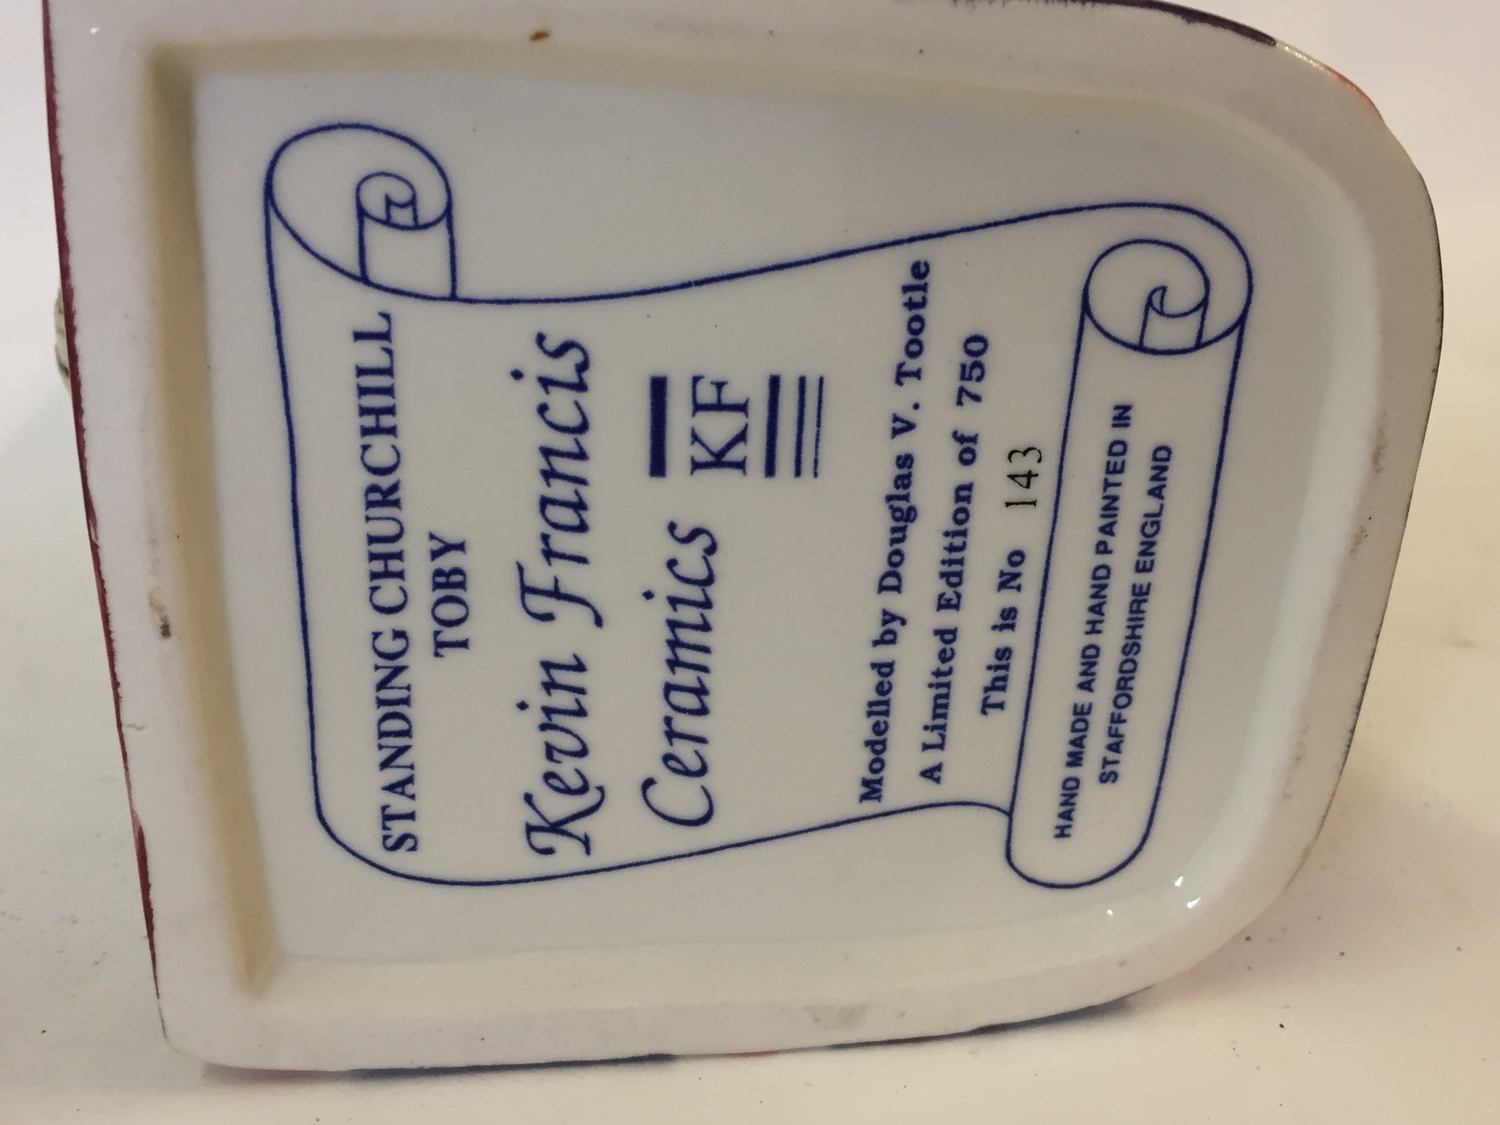 STANDING CHURCHILL
TOBY
Kevin Francis
Ceramics KF
Modelled by Douglas V. Tootle
A Limited Edition of 750
This is No 143
HAND MADE AND HAND PAINTED IN
STAFFORDSHIRE ENGLAND